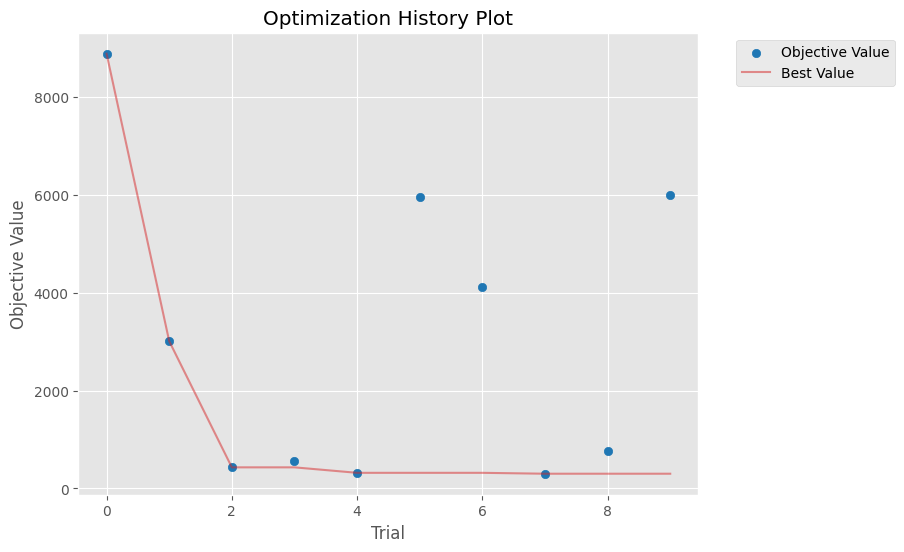 Optimization History Plot
Objective Value
Best Value
8000
6000
4000
2000
0
Objective Value
0 2 4 6 8
Trial